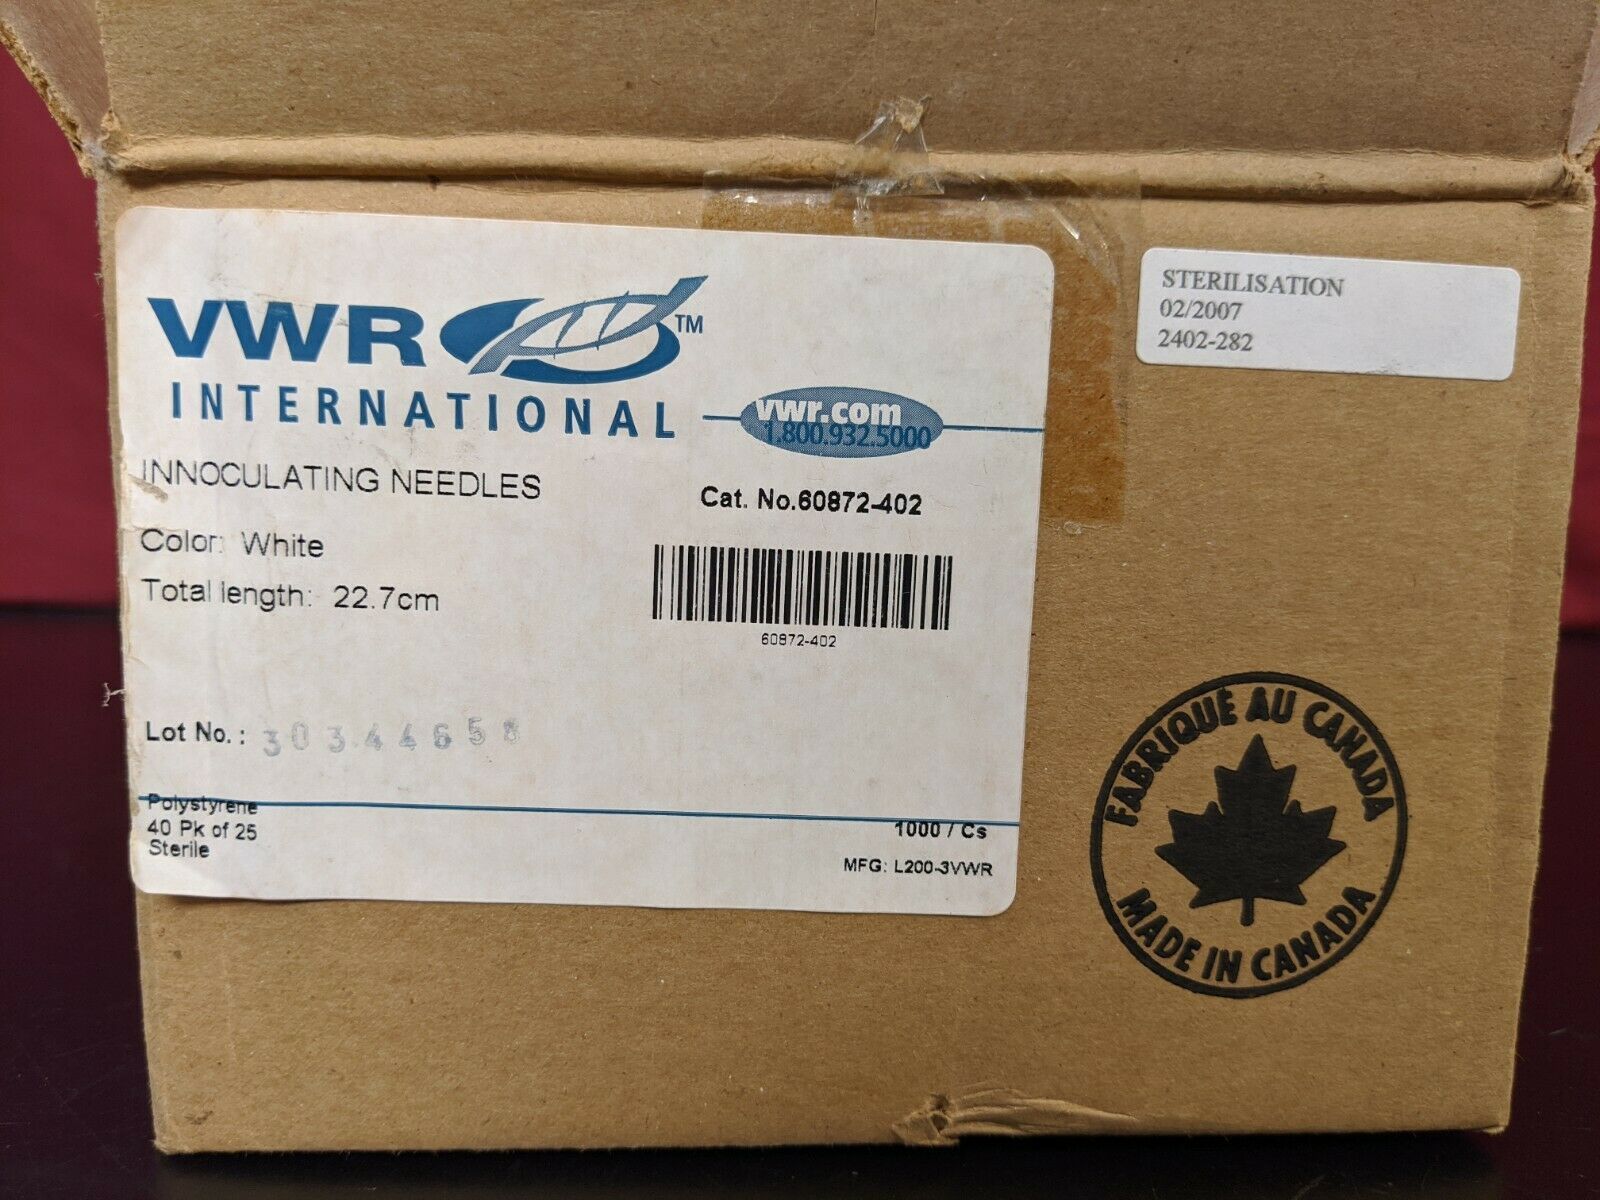 VWR TM
INTERNATIONAL
vwr.com
1.800.932.5000
INNOCULATING NEEDLES
Cat. No.60872-402
Color: White
Total length: 22.7cm
60872-402
Lot No.: 30344658
Polystyrene
40 Pk of 25
Sterile
1000 / Cs
MFG: L200-3VWR
STERILISATION
02/2007
2402-282
FABRIQUÉ AU CANADA
MADE IN CANADA